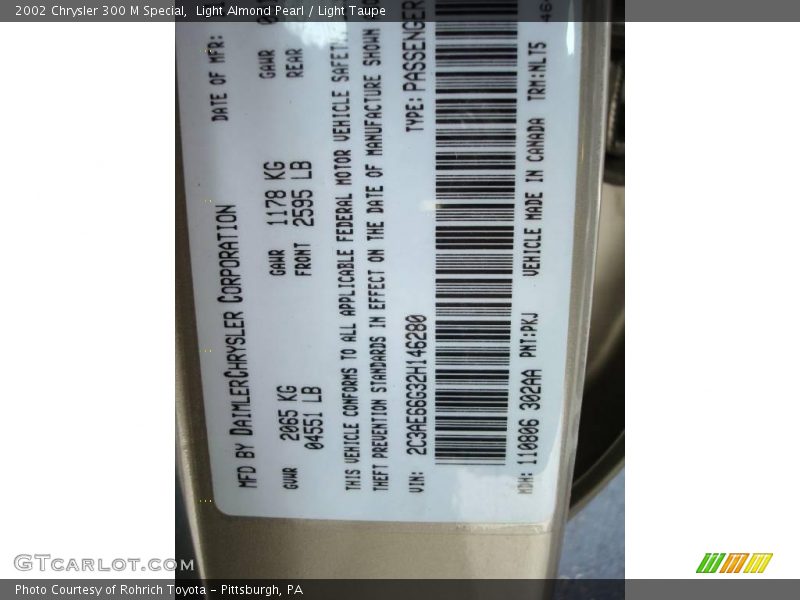 2002 Chrysler 300 M Special,  Light Almond Pearl / Light Taupe
MFD BY DAIMLERCHRYSLER CORPORATION DATE OF MFR:
GVWR 2065 KG GAWR 1178 KG GAWR
04551 LB FRONT 2595 LB REAR
THIS VEHICLE CONFORMS TO ALL APPLICABLE FEDERAL MOTOR VEHICLE
THEFT PREVENTION STANDARDS IN EFFECT ON THE DATE OF MANUFACTURE SHOWN
VIN: 2C3AE66G32H146280 TYPE: PASSENGER
MDH: 110806 302AA PNT:PKJ VEHICLE MADE IN CANADA TRM:NLT5
GTcarlot.com
Photo Courtesy of Rohrich Toyota – Pittsburgh, PA